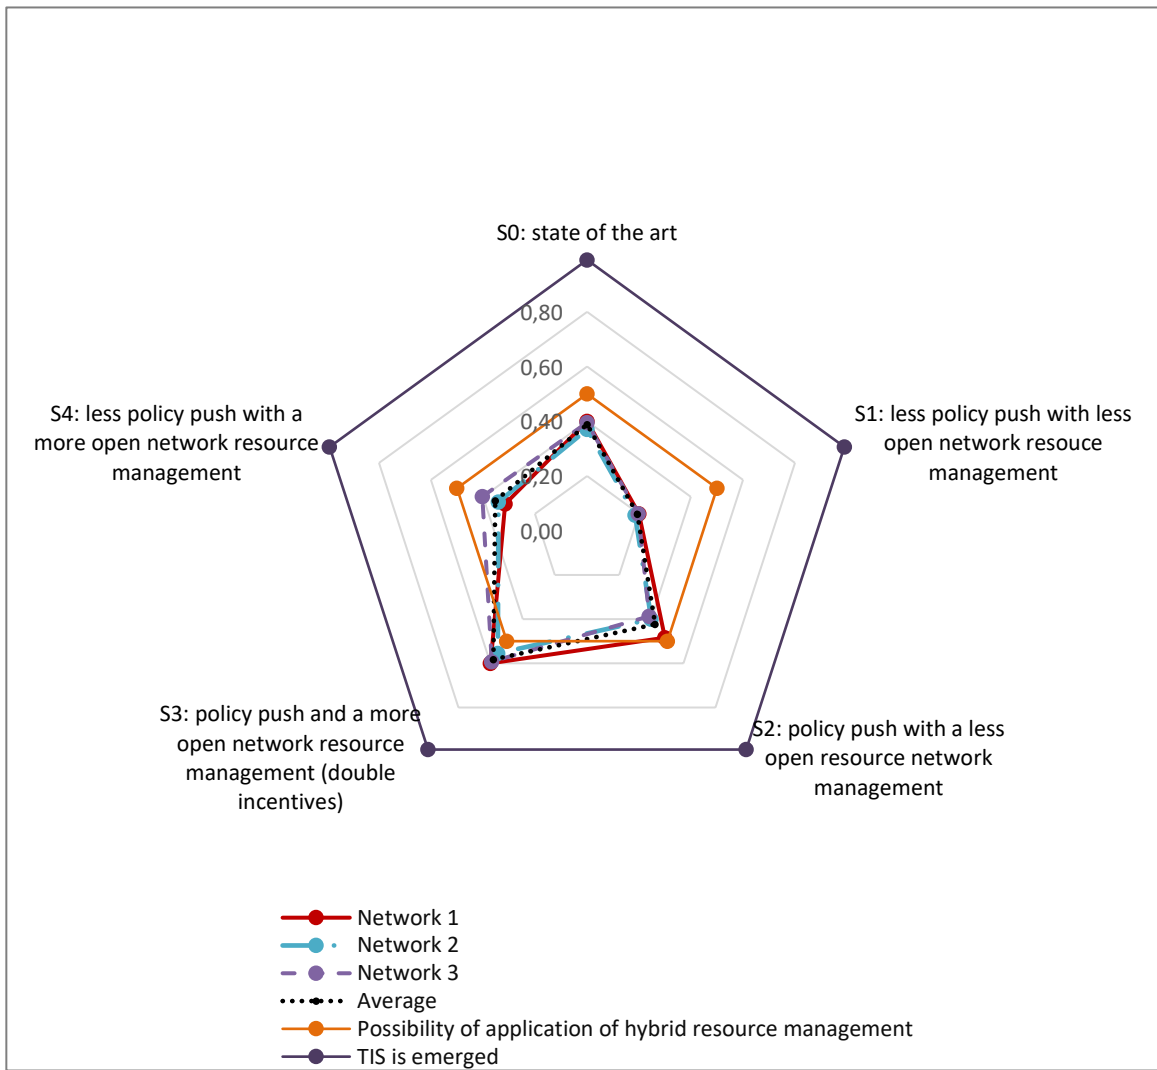 S0: state of the art
0,80
0,60
0,40
0,20
0,00
S4: less policy push with a
more open network resource
management
S1: less policy push with less
open network resouce
management
S3: policy push and a more
open network resource
management (double
incentives)
S2: policy push with a less
open resource network
management
Network 1
Network 2
Network 3
Average
Possibility of application of hybrid resource management
TIS is emerged